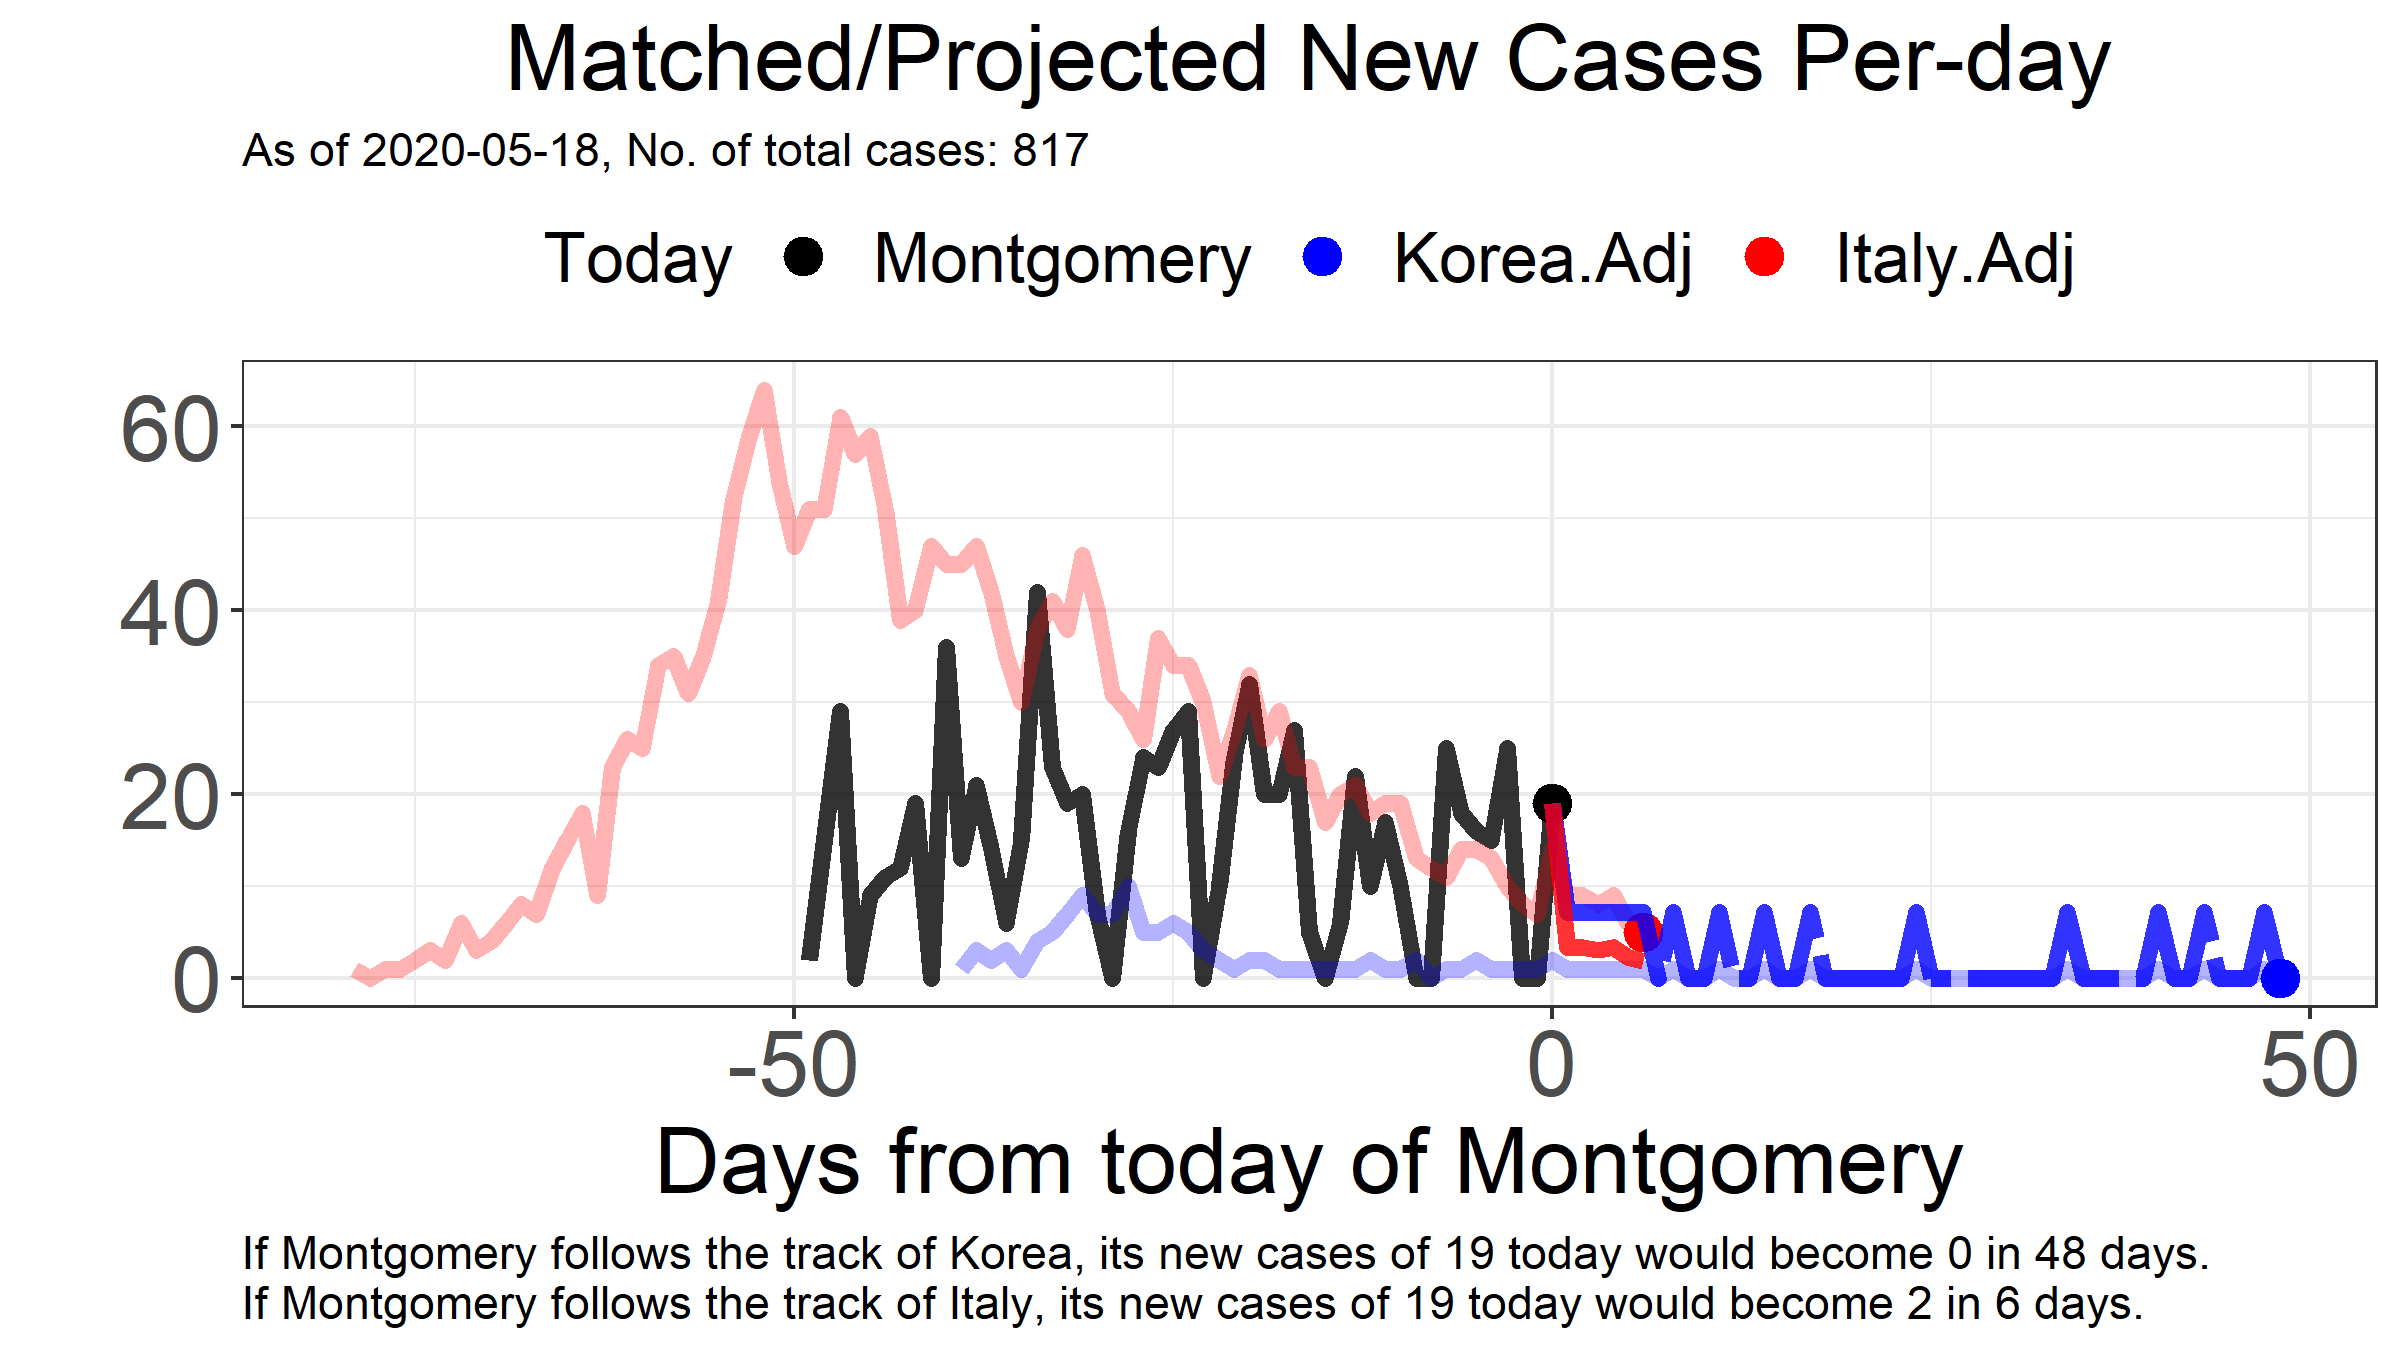 Matched/Projected New Cases Per-day
As of 2020-05-18, No. of total cases: 817
Today Montgomery Korea.Adj Italy.Adj
60
40
20
0
-50 0 50
Days from today of Montgomery
If Montgomery follows the track of Korea, its new cases of 19 today would become 0 in 48 days.
If Montgomery follows the track of Italy, its new cases of 19 today would become 2 in 6 days.